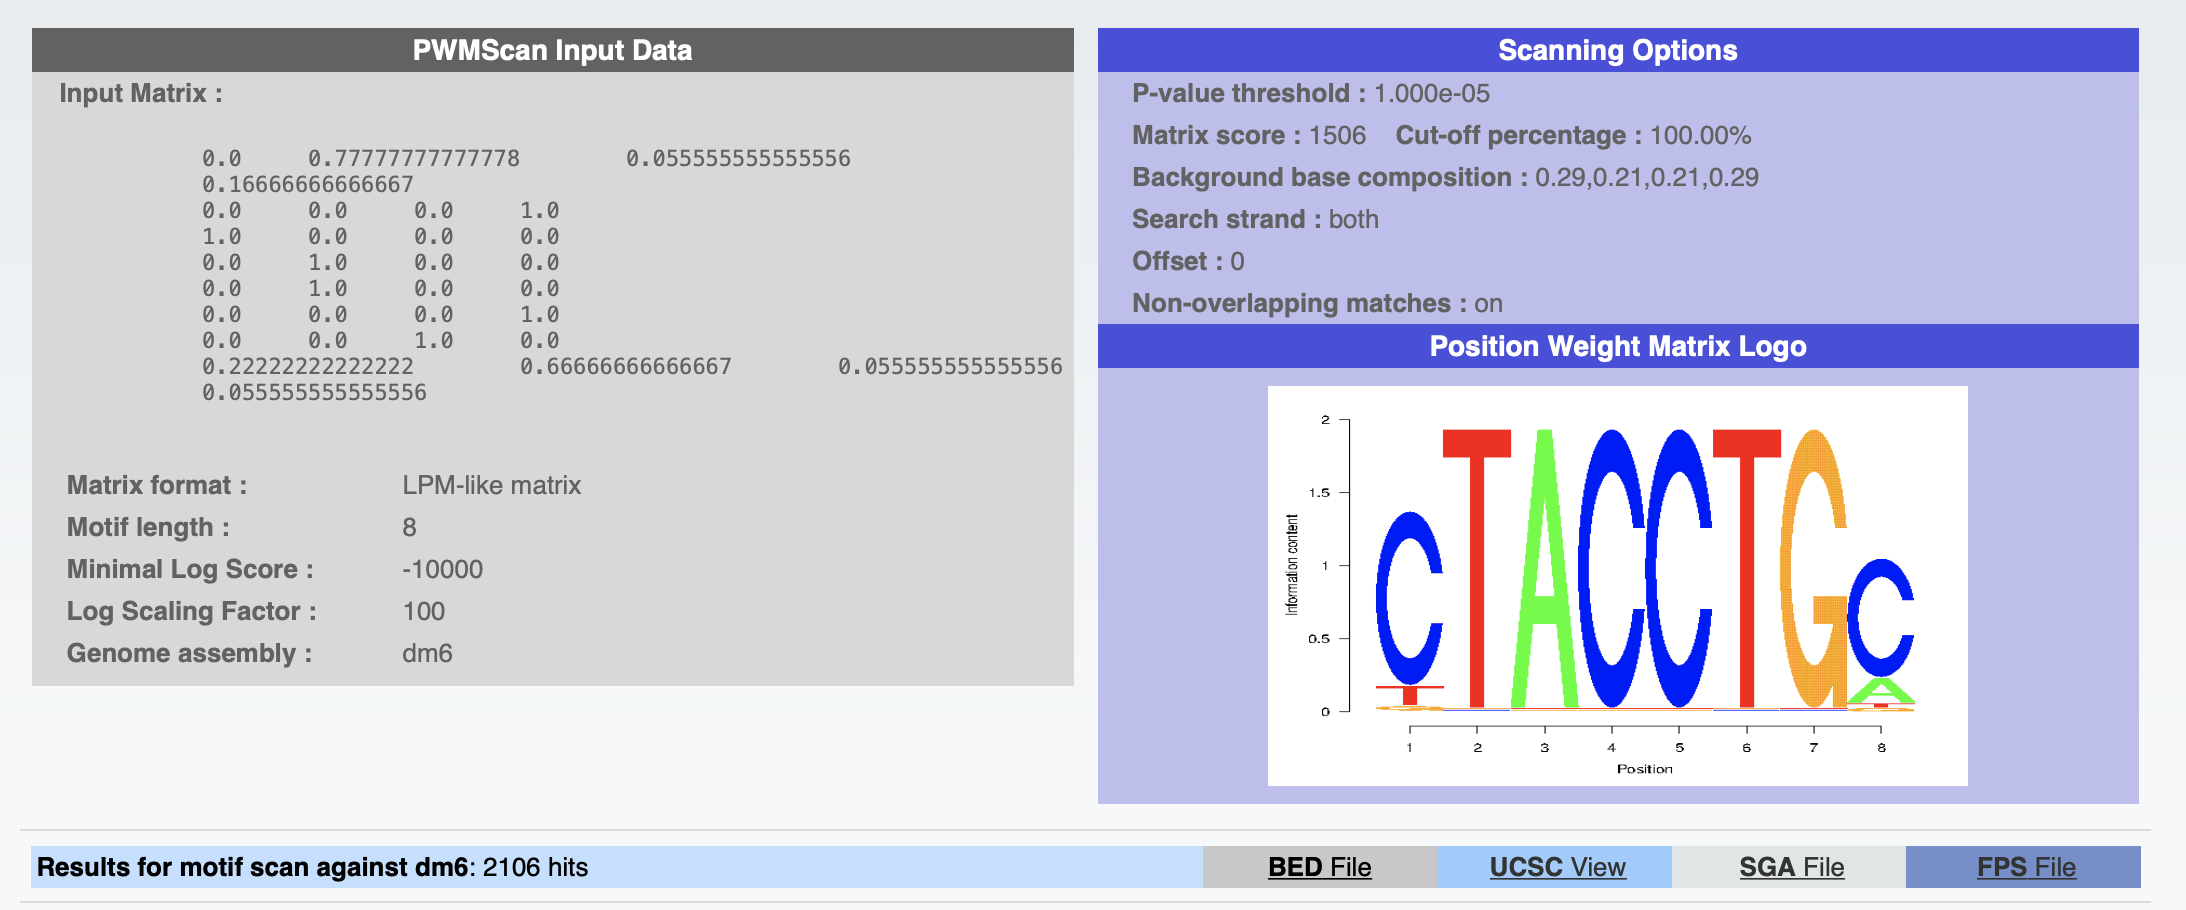 PWMScan Input Data
Input Matrix :
0.0 0.77777777777778 0.055555555555556
0.16666666666667
0.0 0.0 0.0 1.0
1.0 0.0 0.0 0.0
0.0 1.0 0.0 0.0
0.0 1.0 0.0 0.0
0.0 0.0 0.0 1.0
0.0 0.0 1.0 0.0
0.22222222222222 0.66666666666667 0.055555555555556
0.055555555555556
Matrix format : LPM-like matrix
Motif length : 8
Minimal Log Score : -10000
Log Scaling Factor : 100
Genome assembly : dm6
Scanning Options
P-value threshold : 1.000e-05
Matrix score : 1506 Cut-off percentage : 100.00%
Background base composition : 0.29,0.21,0.21,0.29
Search strand : both
Offset : 0
Non-overlapping matches : on
Position Weight Matrix Logo
Information content
2
1.5
1
0.5
0
CTACCTGC
T A
1 2 3 4 5 6 7 8
Position
Results for motif scan against dm6: 2106 hits BED File UCSC View SGA File FPS File